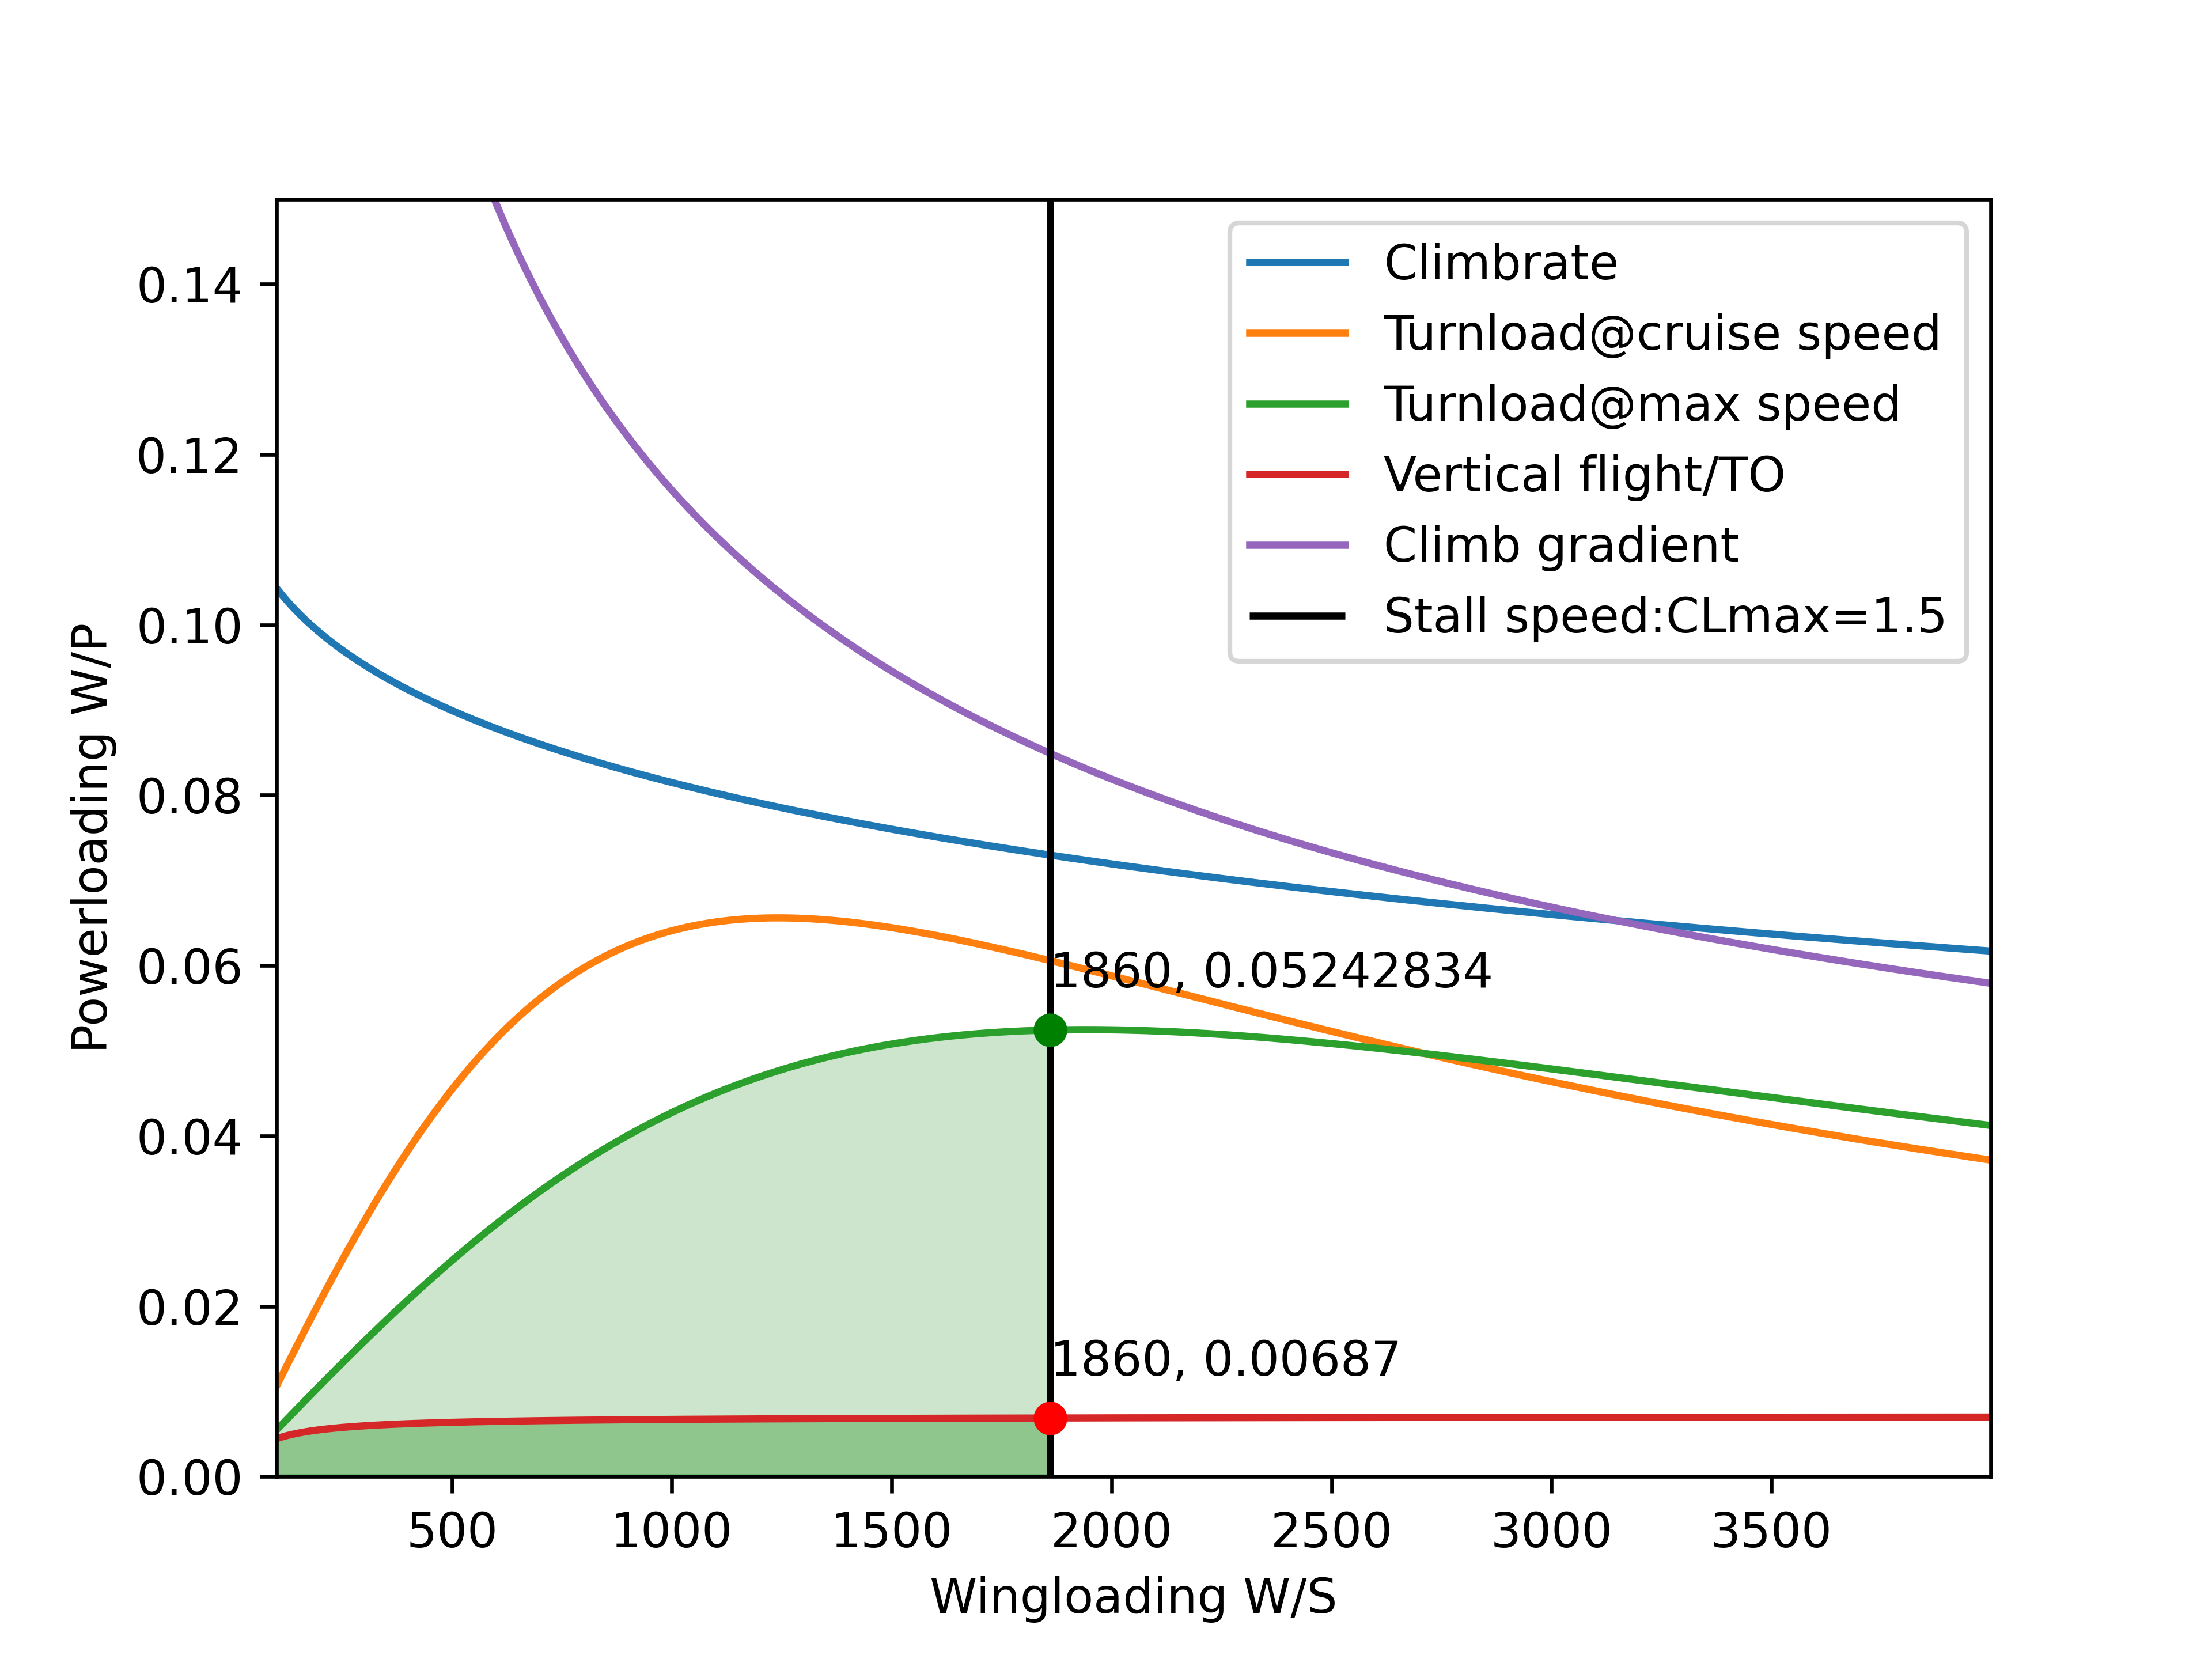 0.14
0.12
0.10
0.08
0.06
0.04
0.02
0.00
Powerloading W/P
Climbrate
Turnload@cruise speed
Turnload@max speed
Vertical flight/TO
Climb gradient
Stall speed:CLmax=1.5
1860, 0.05242834
1860, 0.00687
500 1000 1500 2000 2500 3000 3500
Wingloading W/S